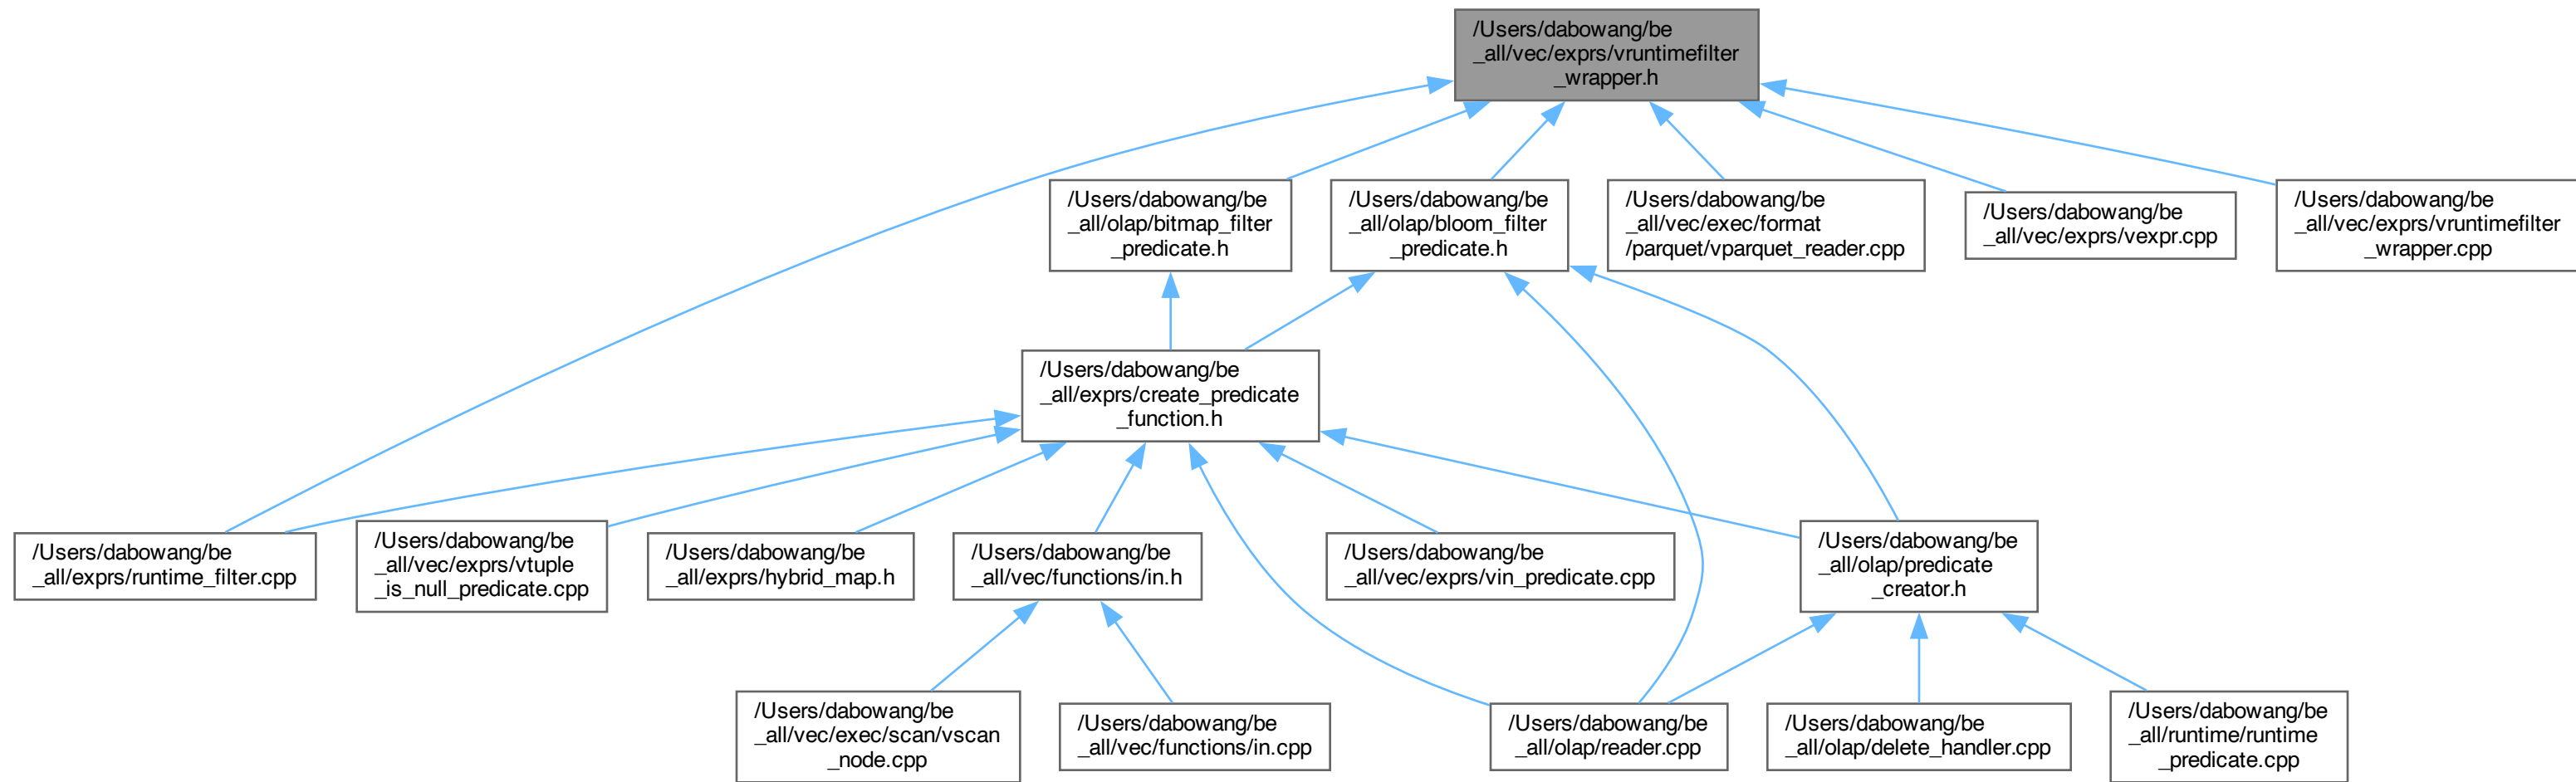 /Users/dabowang/be
_all/vec/exprs/vruntimefilter
_wrapper.h
/Users/dabowang/be
_all/olap/bitmap_filter
_predicate.h
/Users/dabowang/be
_all/olap/bloom_filter
_predicate.h
/Users/dabowang/be
_all/vec/exec/format
/parquet/vparquet_reader.cpp
/Users/dabowang/be
_all/vec/exprs/vexpr.cpp
/Users/dabowang/be
_all/vec/exprs/vruntimefilter
_wrapper.cpp
/Users/dabowang/be
_all/exprs/create_predicate
_function.h
/Users/dabowang/be
_all/exprs/runtime_filter.cpp
/Users/dabowang/be
_all/vec/exprs/vtuple
_is_null_predicate.cpp
/Users/dabowang/be
_all/exprs/hybrid_map.h
/Users/dabowang/be
_all/vec/functions/in.h
/Users/dabowang/be
_all/vec/exprs/vin_predicate.cpp
/Users/dabowang/be
_all/olap/predicate
_creator.h
/Users/dabowang/be
_all/vec/exec/scan/vscan
_node.cpp
/Users/dabowang/be
_all/vec/functions/in.cpp
/Users/dabowang/be
_all/olap/reader.cpp
/Users/dabowang/be
_all/olap/delete_handler.cpp
/Users/dabowang/be
_all/runtime/runtime
_predicate.cpp